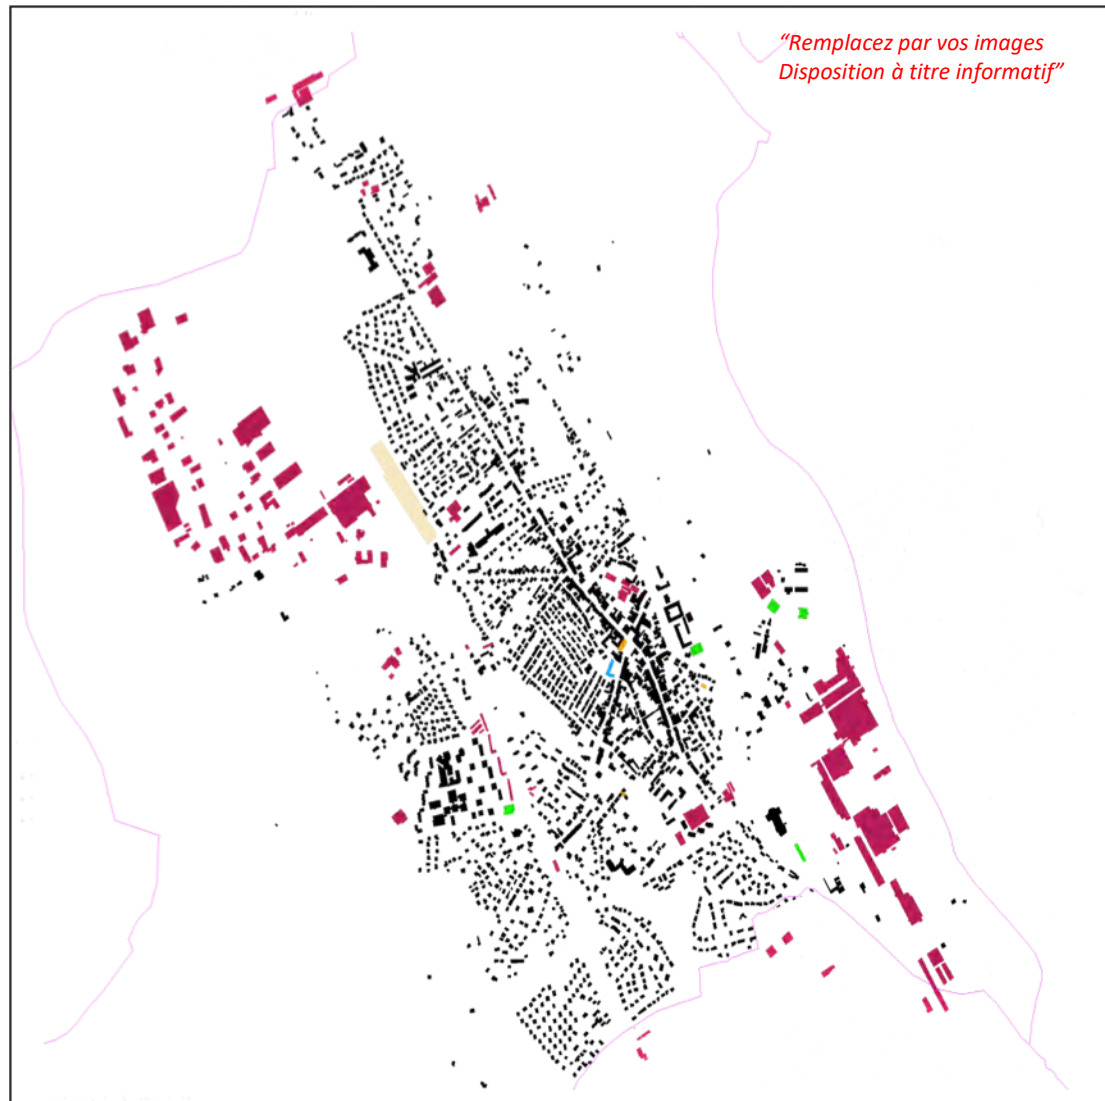 “Remplacez par vos images
Disposition à titre informatif”